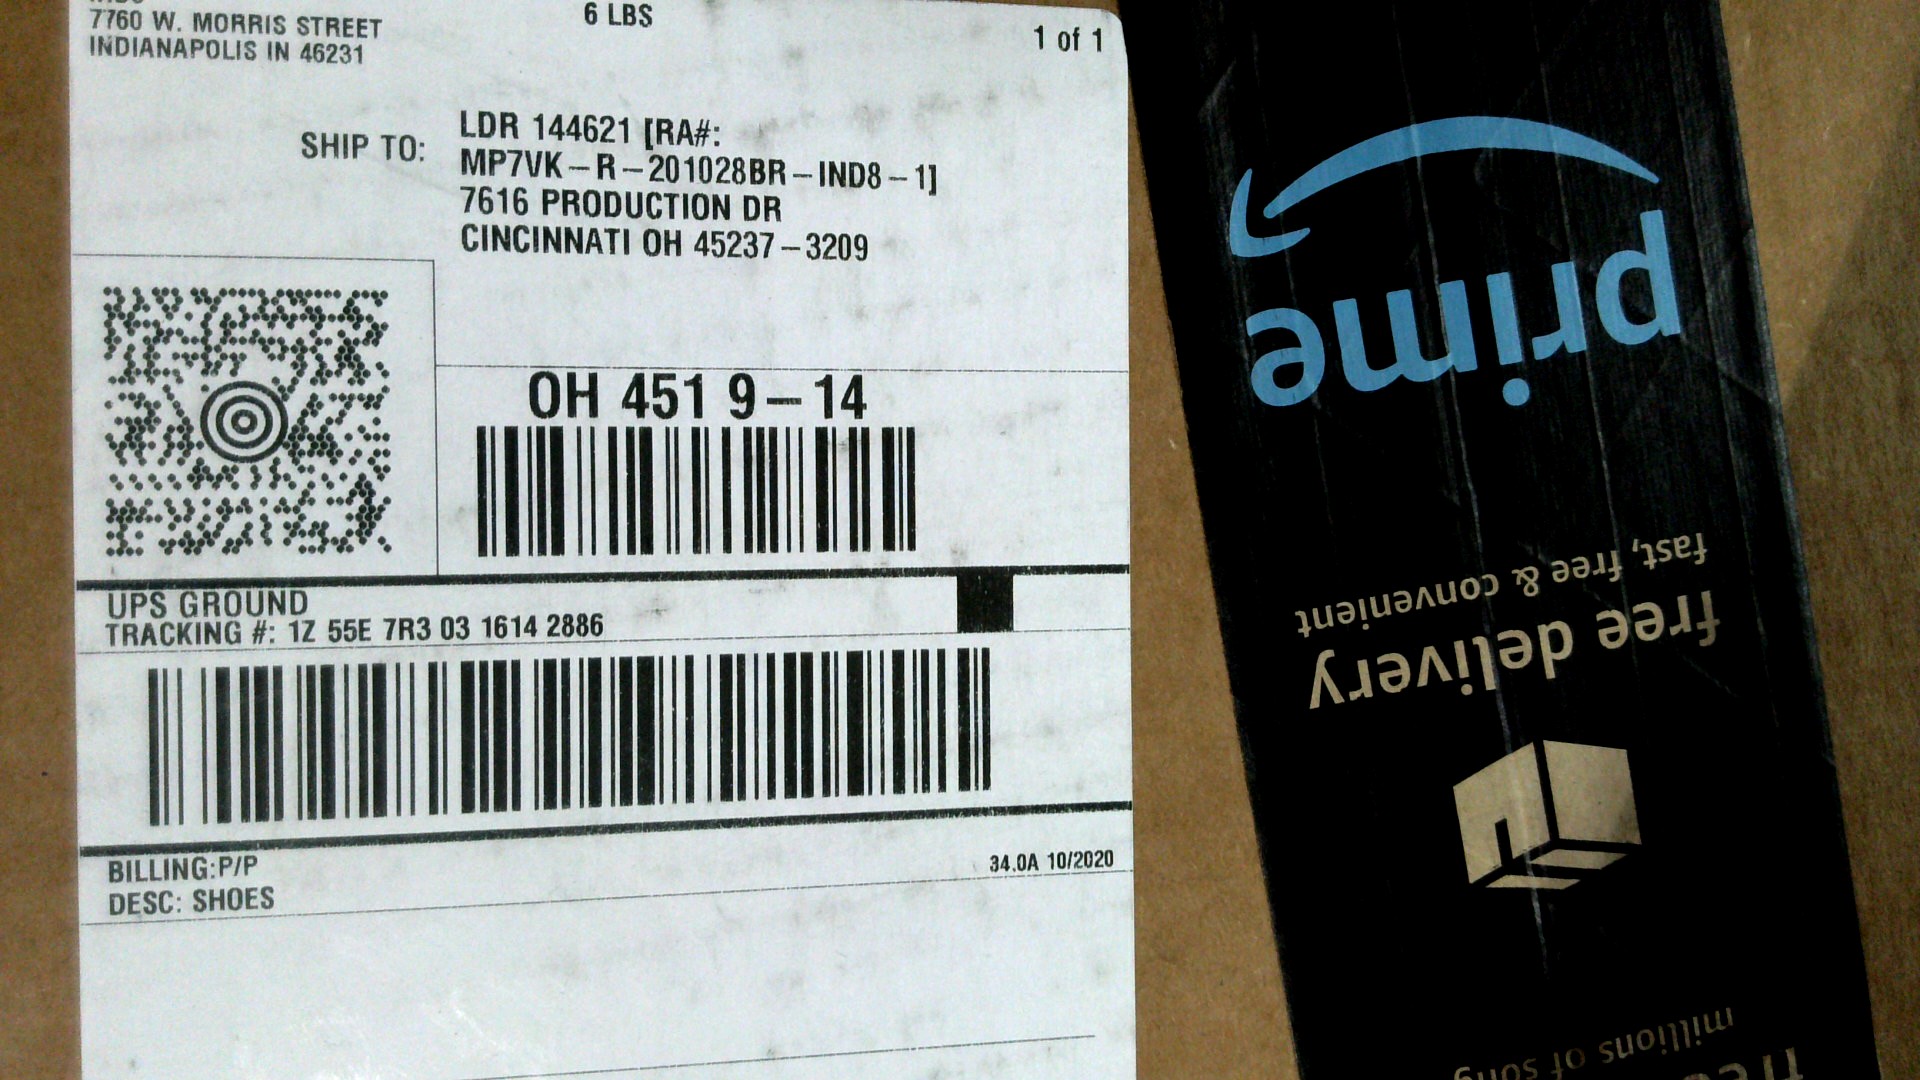 7760 W. MORRIS STREET
INDIANAPOLIS IN 46231
6 LBS
1 of 1
SHIP TO:
LDR 144621 [RA#:
MP7VK-R-201028BR-IND8-1]
7616 PRODUCTION DR
CINCINNATI OH 45237-3209
OH 451 9-14
UPS GROUND
TRACKING #: 1Z 55E 7R3 03 1614 2886
BILLING:P/P
DESC: SHOES
34.0A 10/2020
prime
fast, free & convenient
free delivery
millions of song